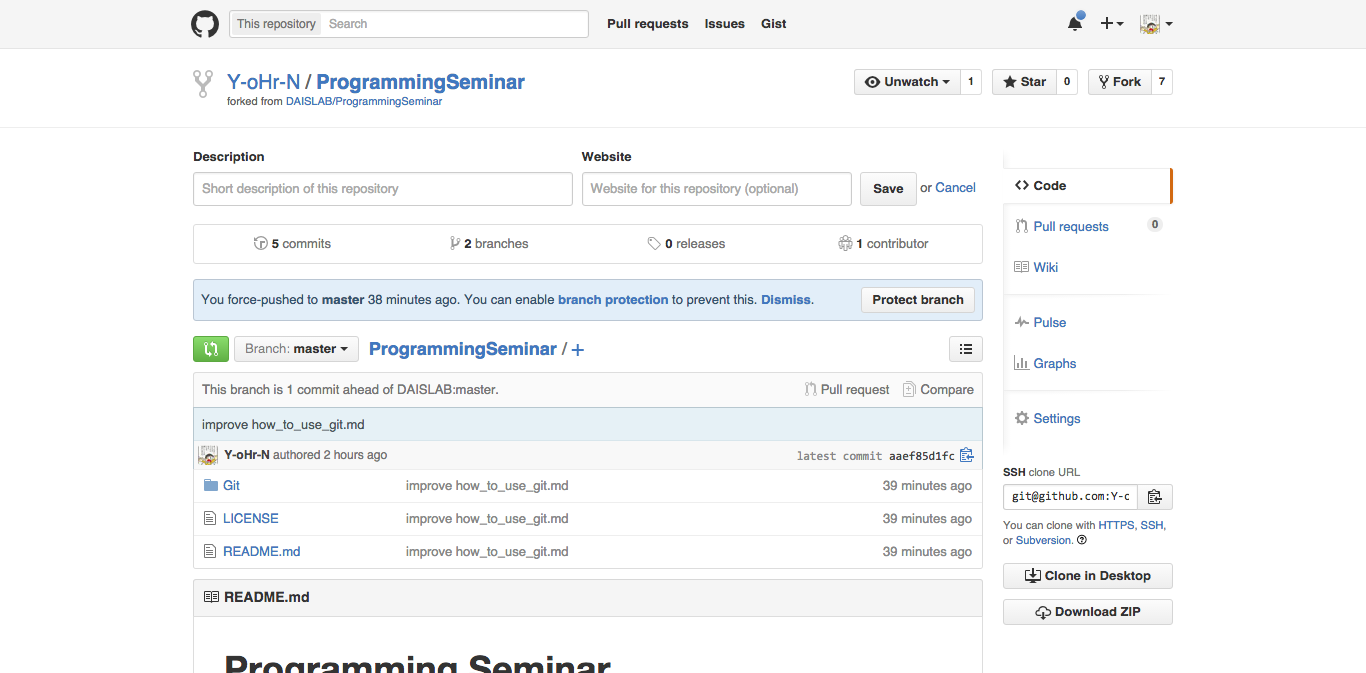 This repository Search Pull requests Issues Gist
Y-oHr-N / ProgrammingSeminar
forked from DAISLAB/ProgrammingSeminar
Unwatch 1 Star 0 Fork 7
Description Website
Short description of this repository Website for this repository (optional) Save or Cancel
5 commits 2 branches 0 releases 1 contributor
You force-pushed to master 38 minutes ago. You can enable branch protection to prevent this. Dismiss. Protect branch
Branch: master ProgrammingSeminar / +
This branch is 1 commit ahead of DAISLAB:master. Pull request Compare
improve how_to_use_git.md
Y-oHr-N authored 2 hours ago latest commit aaef85d1fc
Git improve how_to_use_git.md 39 minutes ago
LICENSE improve how_to_use_git.md 39 minutes ago
README.md improve how_to_use_git.md 39 minutes ago
README.md
Programming Seminar
Code
Pull requests 0
Wiki
Pulse
Graphs
Settings
SSH clone URL
git@github.com:Y-o
You can clone with HTTPS, SSH,
or Subversion.
Clone in Desktop
Download ZIP